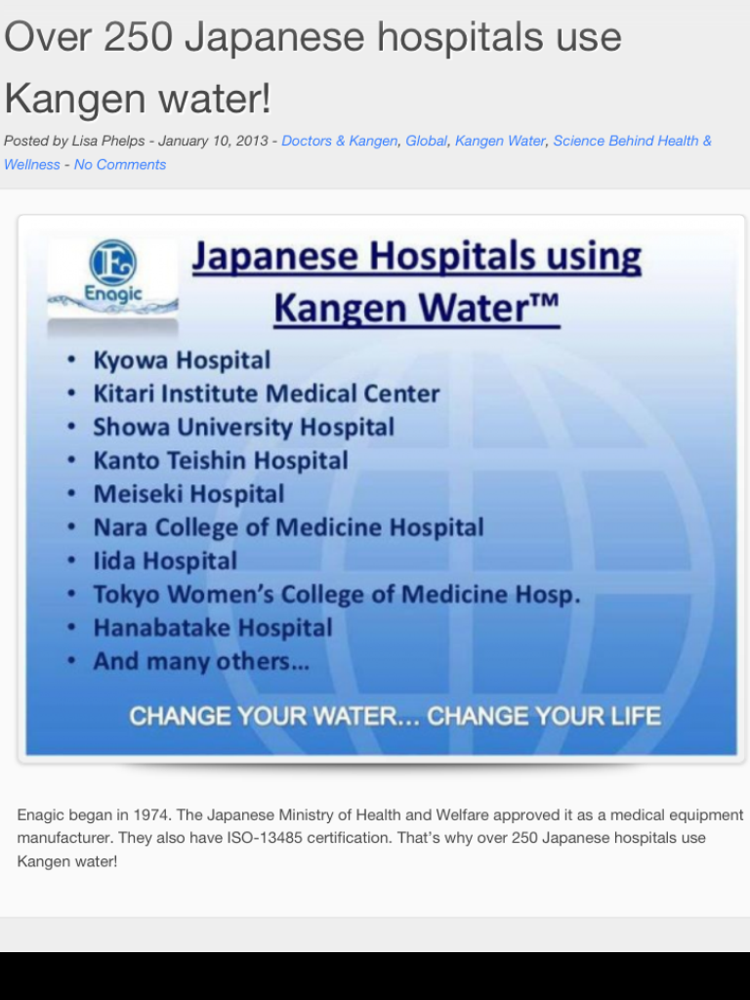 Over 250 Japanese hospitals use
Kangen water!
Posted by Lisa Phelps - January 10, 2013 - Doctors & Kangen, Global, Kangen Water, Science Behind Health &
Wellness - No Comments
Enagic
Japanese Hospitals using
Kangen Water™
• Kyowa Hospital
• Kitari Institute Medical Center
• Showa University Hospital
• Kanto Teishin Hospital
• Meiseki Hospital
• Nara College of Medicine Hospital
• Iida Hospital
• Tokyo Women's College of Medicine Hosp.
• Hanabatake Hospital
• And many others...
CHANGE YOUR WATER... CHANGE YOUR LIFE
Enagic began in 1974. The Japanese Ministry of Health and Welfare approved it as a medical equipment
manufacturer. They also have ISO-13485 certification. That's why over 250 Japanese hospitals use
Kangen water!